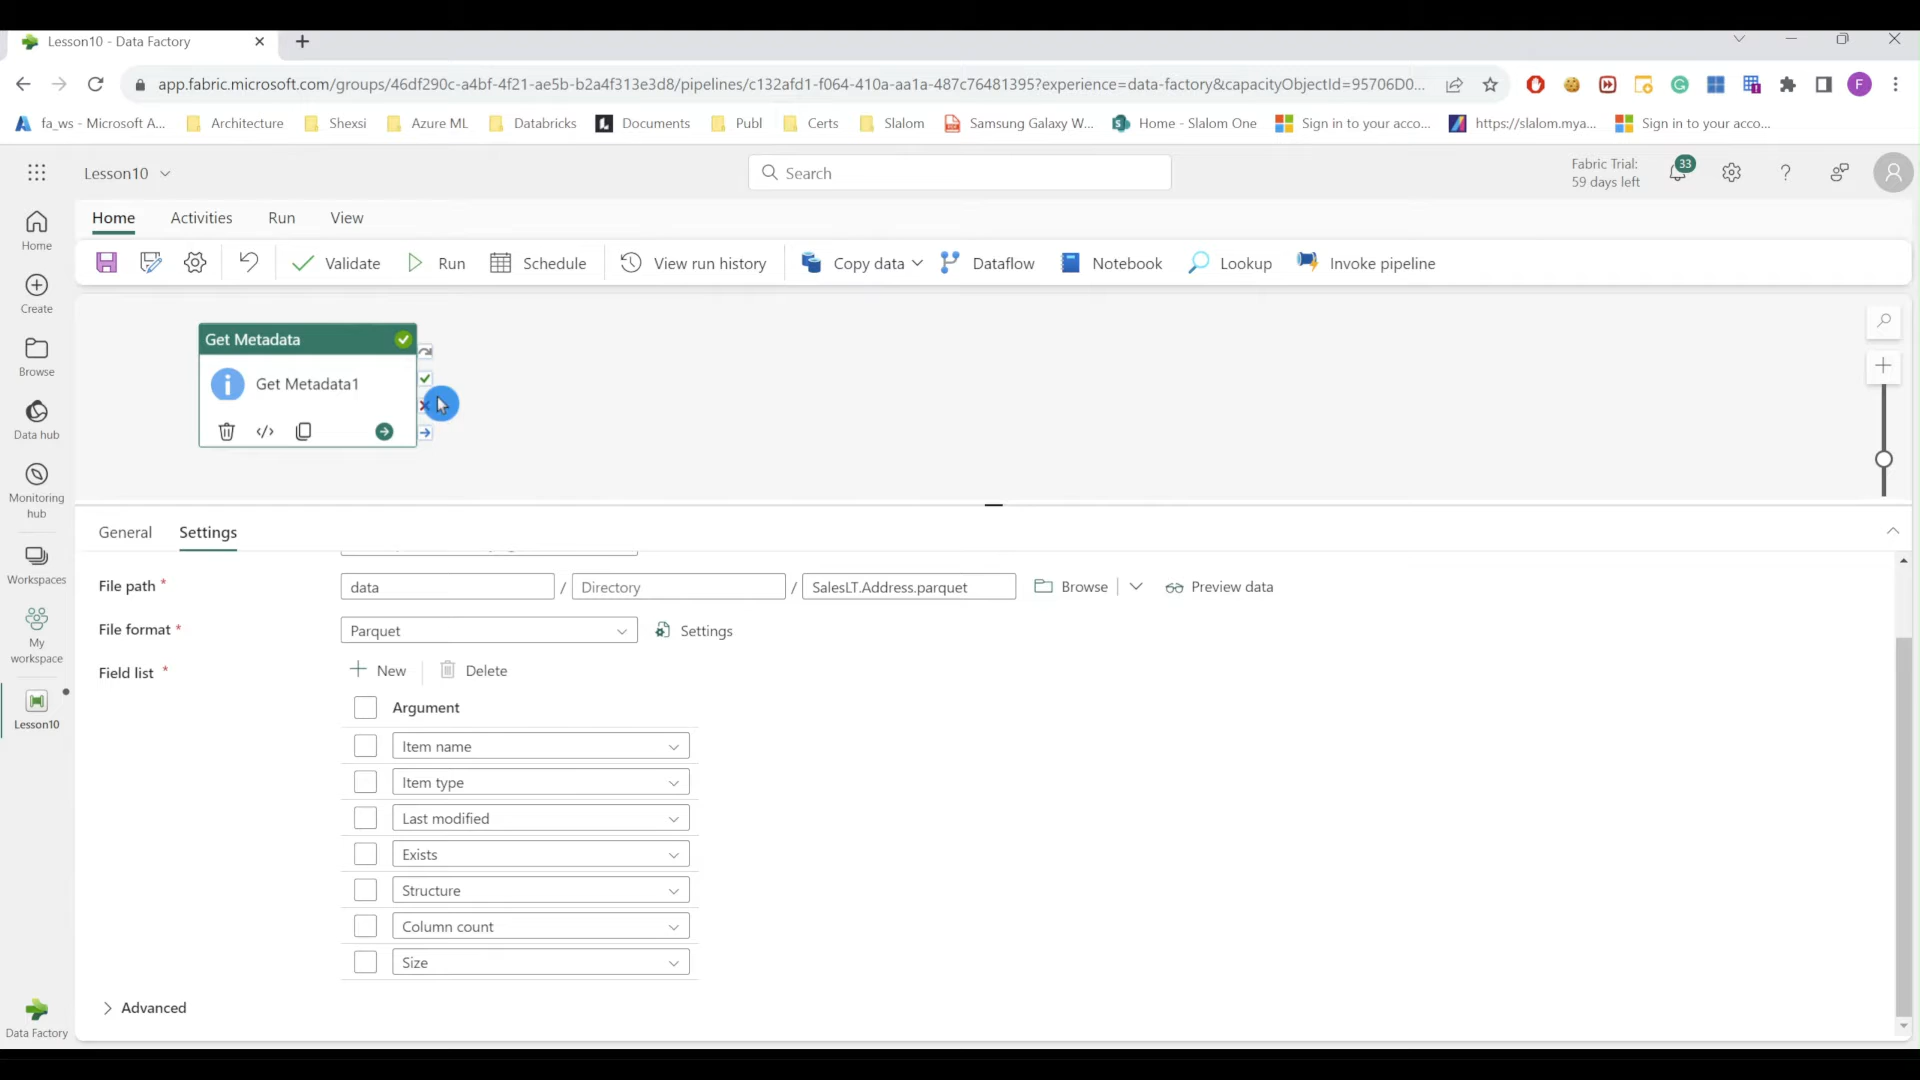 Lesson10 - Data Factory
app.fabric.microsoft.com/groups/46df290c-a4bf-4f21-ae5b-b2a4f313e3d8/pipelines/c132afd1-f064-410a-aa1a-487c76481395?experience=data-factory&capacityObjectId=95706D0...
F
fa_ws - Microsoft A... Architecture Shexsi Azure ML Databricks Documents Publ Certs Slalom Samsung Galaxy W... Home - Slalom One Sign in to your acco... https://slalom.mya... Sign in to your acco...
Lesson10
Search
Fabric Trial:
59 days left
33
Home Activities Run View
Validate Run Schedule View run history Copy data Dataflow Notebook Lookup Invoke pipeline
Home
Create
Browse
Data hub
Monitoring
hub
Workspaces
My
workspace
Lesson10
Data Factory
Get Metadata
Get Metadata1
General Settings
File path * data / Directory / SalesLT.Address.parquet Browse Preview data
File format * Parquet Settings
Field list * New Delete
Argument
Item name
Item type
Last modified
Exists
Structure
Column count
Size
Advanced